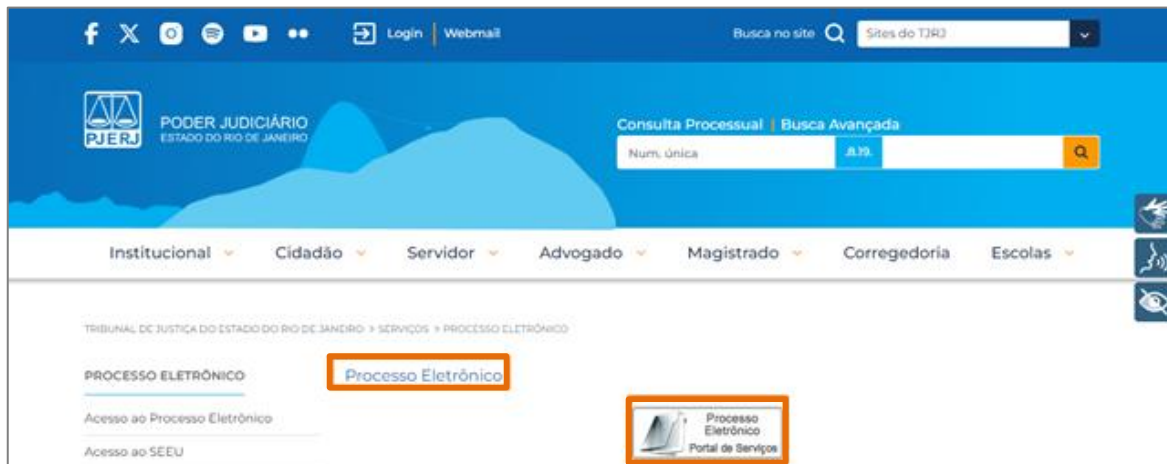 Login | Webmail
Busca no site
Sites do TJRJ
PJERJ
PODER JUDICIÁRIO
ESTADO DO RIO DE JANEIRO
Consulta Processual | Busca Avançada
Num. única
.8.19.
Institucional
Cidadão
Servidor
Advogado
Magistrado
Corregedoria
Escolas
TRIBUNAL DE JUSTIÇA DO ESTADO DO RIO DE JANEIRO > SERVIÇOS > PROCESSO ELETRÔNICO
PROCESSO ELETRÔNICO
Acesso ao Processo Eletrônico
Acesso ao SEEU
Processo Eletrônico
Processo
Eletrônico
Portal de Serviços